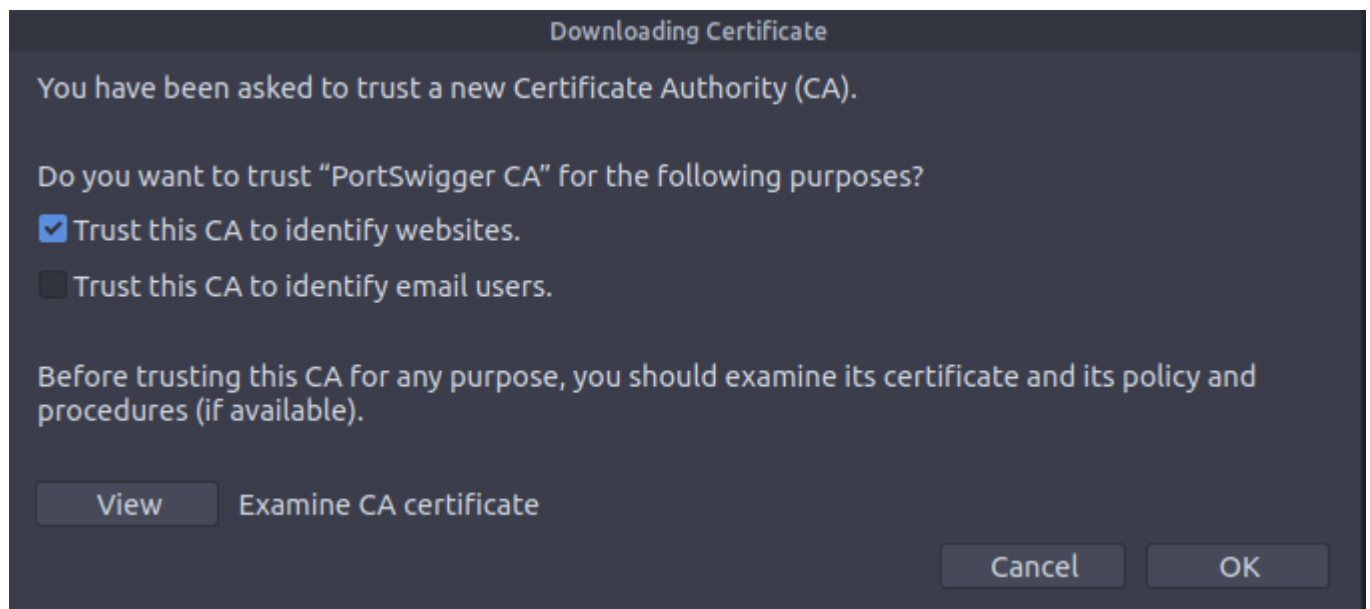 Downloading Certificate
You have been asked to trust a new Certificate Authority (CA).
Do you want to trust “PortSwigger CA” for the following purposes?
Trust this CA to identify websites.
Trust this CA to identify email users.
Before trusting this CA for any purpose, you should examine its certificate and its policy and
procedures (if available).
View Examine CA certificate
Cancel OK